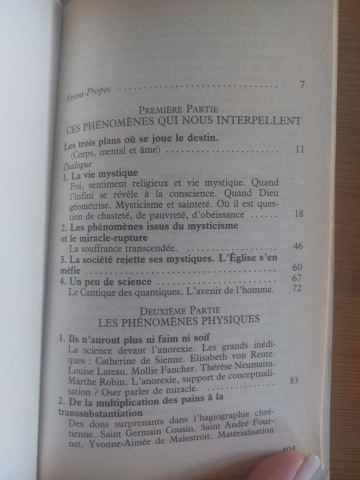 Avant-Propos 7
PREMIÈRE PARTIE
CES PHÉNOMÈNES QUI NOUS INTERPELLENT
Les trois plans où se joue le destin.
(Corps, mental et âme) 11
Dialogue
1. La vie mystique
Foi, sentiment religieux et vie mystique. Quand
l'infini se révèle à la conscience. Quand Dieu
géométrise. Mysticisme et sainteté. Où il est ques-
tion de chasteté, de pauvreté, d'obéissance 18
2. Les phénomènes issus du mysticisme
et le miracle-rupture
La souffrance transcendée. 46
3. La société rejette ses mystiques. L'Église s'en
méfie 60
4. Un peu de science 67
Le Cantique des quantiques. L'avenir de l'homme. 72
DEUXIÈME PARTIE
LES PHÉNOMÈNES PHYSIQUES
1. Ils n'auront plus ni faim ni soif
La science devant l'anorexie. Les grands inédi-
ques : Catherine de Sienne. Elisabeth von Reute.
Louise Lateau. Mollie Fancher. Thérèse Neumann.
Marthe Robin. L'anorexie, support de conceptuali-
sation ? Oser parler de miracle. 83
2. De la multiplication des pains à la
transsubstantiation
Des dons surprenants dans l'hagiographie chré-
tienne. Saint Germain Cousin. Saint André Four-
net. Yvonne-Aimée de Malestroit. Matérialisation